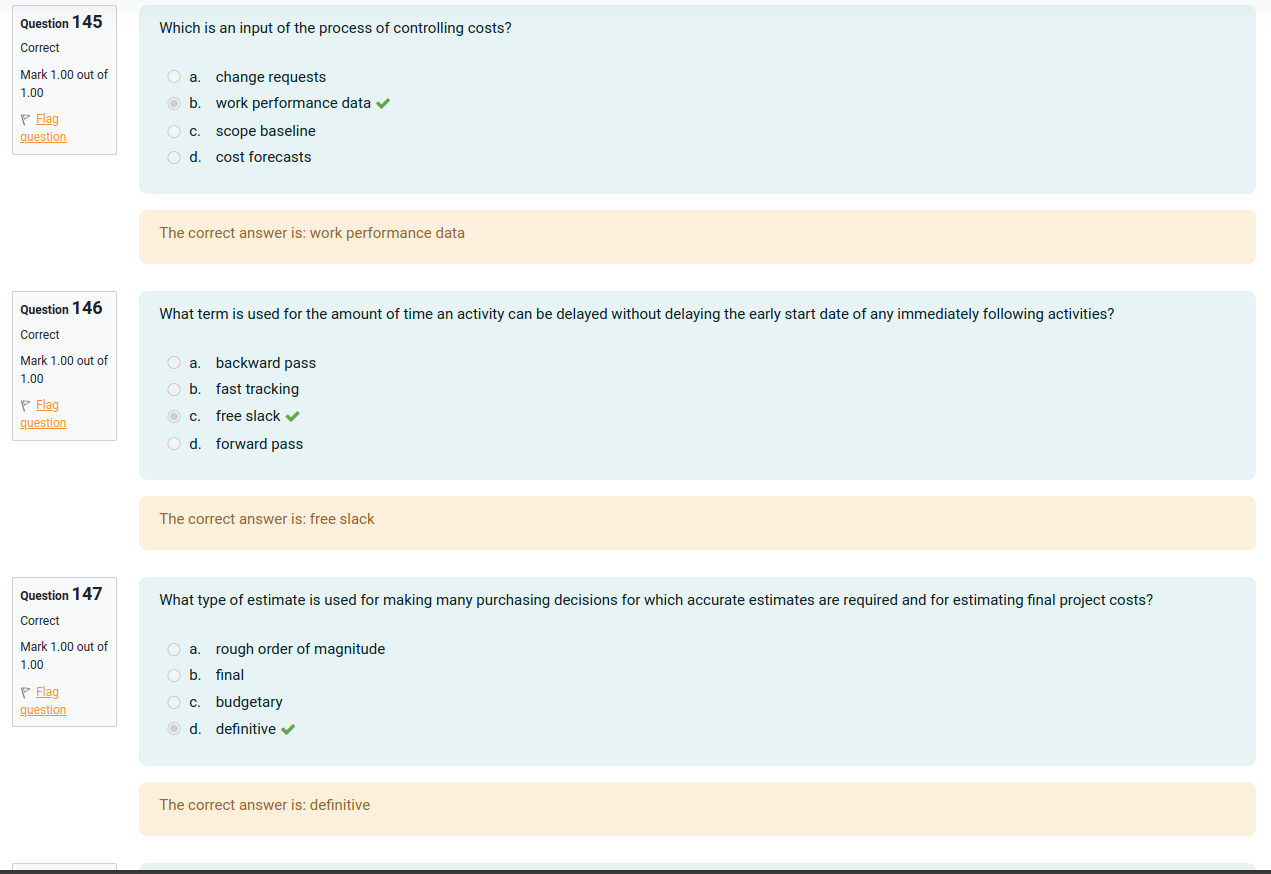 Question 145
Correct
Mark 1.00 out of
1.00
Flag
question
Which is an input of the process of controlling costs?
a. change requests
b. work performance data
c. scope baseline
d. cost forecasts
The correct answer is: work performance data
Question 146
Correct
Mark 1.00 out of
1.00
Flag
question
What term is used for the amount of time an activity can be delayed without delaying the early start date of any immediately following activities?
a. backward pass
b. fast tracking
c. free slack
d. forward pass
The correct answer is: free slack
Question 147
Correct
Mark 1.00 out of
1.00
Flag
question
What type of estimate is used for making many purchasing decisions for which accurate estimates are required and for estimating final project costs?
a. rough order of magnitude
b. final
c. budgetary
d. definitive
The correct answer is: definitive